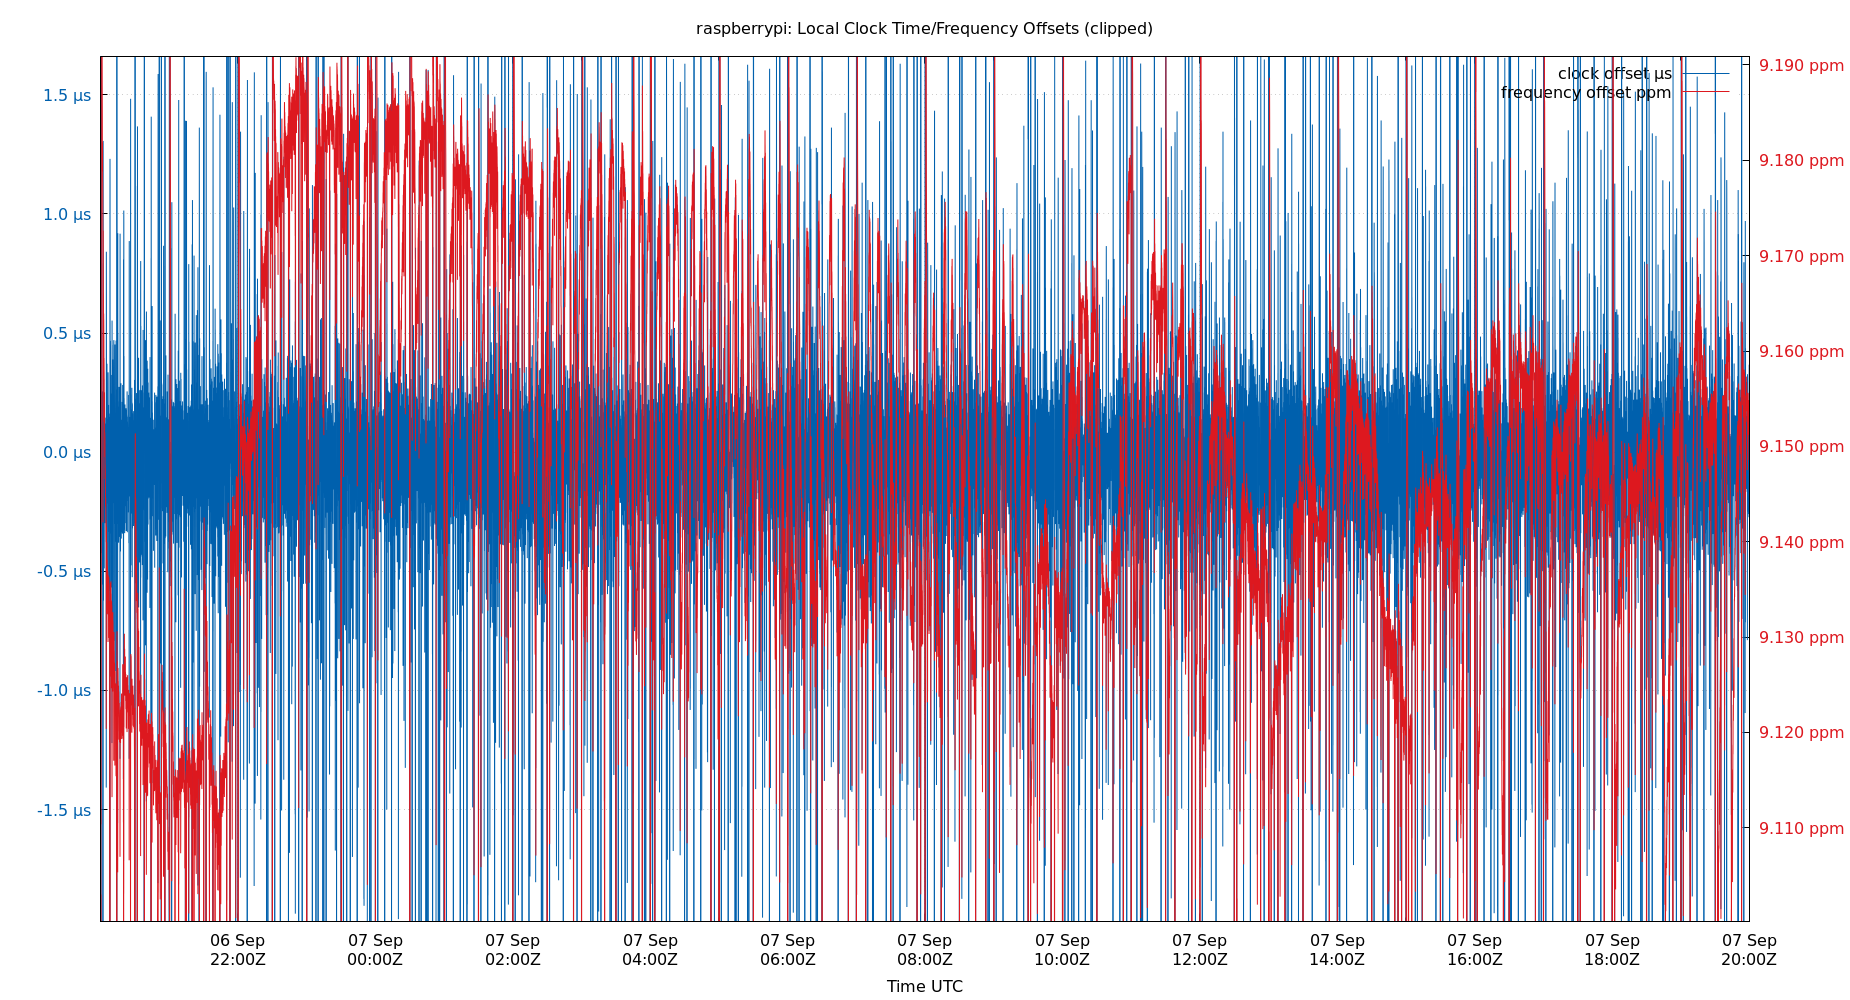 raspberrypi: Local Clock Time/Frequency Offsets (clipped)
clock offset µs
frequency offset ppm
1.5 µs
1.0 µs
0.5 µs
0.0 µs
-0.5 µs
-1.0 µs
-1.5 µs
9.190 ppm
9.180 ppm
9.170 ppm
9.160 ppm
9.150 ppm
9.140 ppm
9.130 ppm
9.120 ppm
9.110 ppm
06 Sep 07 Sep 07 Sep 07 Sep 07 Sep 07 Sep 07 Sep 07 Sep 07 Sep 07 Sep 07 Sep 07 Sep
22:00Z 00:00Z 02:00Z 04:00Z 06:00Z 08:00Z 10:00Z 12:00Z 14:00Z 16:00Z 18:00Z 20:00Z
Time UTC